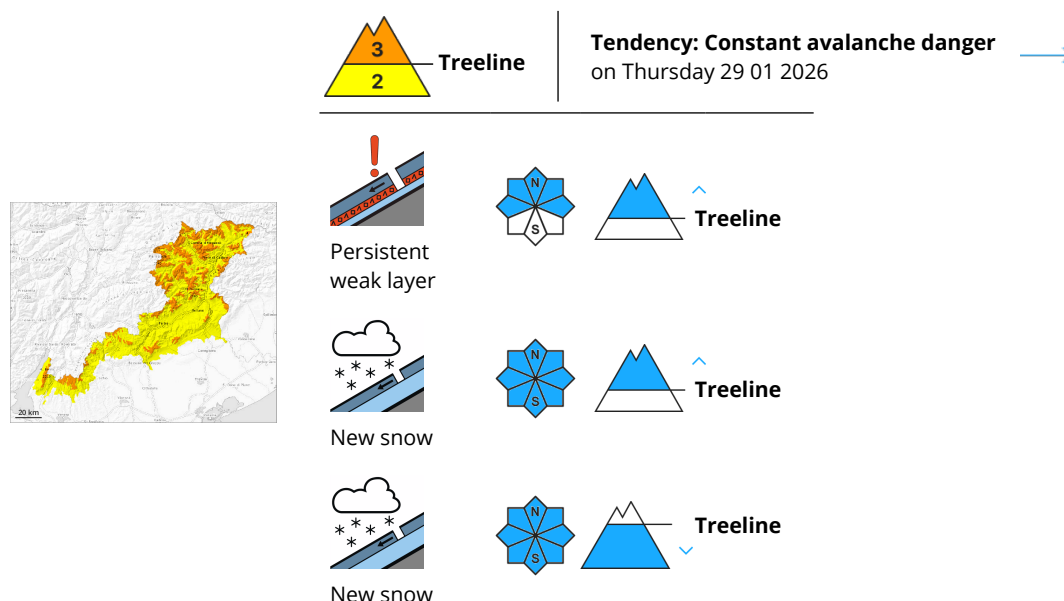 3
2
Treeline
Tendency: Constant avalanche danger
on Thursday 29 01 2026
N
S
Treeline
Persistent
weak layer
N
S
Treeline
New snow
N
S
Treeline
New snow
20 km